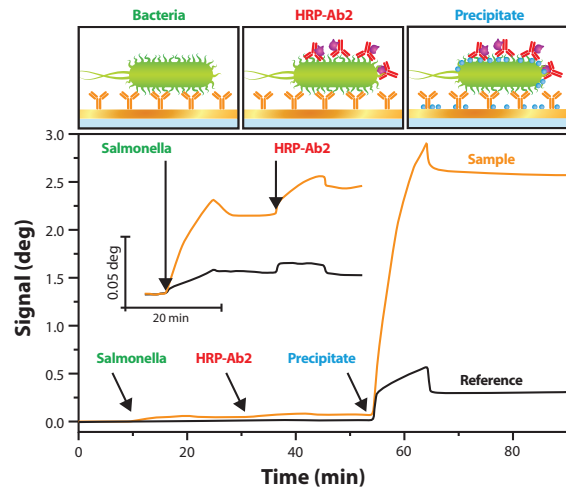 Bacteria HRP-Ab2 Precipitate
3.0
Salmonella HRP-Ab2 Sample
2.5
2.0
0.05 deg
1.5
20 min
1.0
Salmonella HRP-Ab2 Precipitate
0.5
Reference
0.0
Signal (deg)
0 20 40 60 80
Time (min)